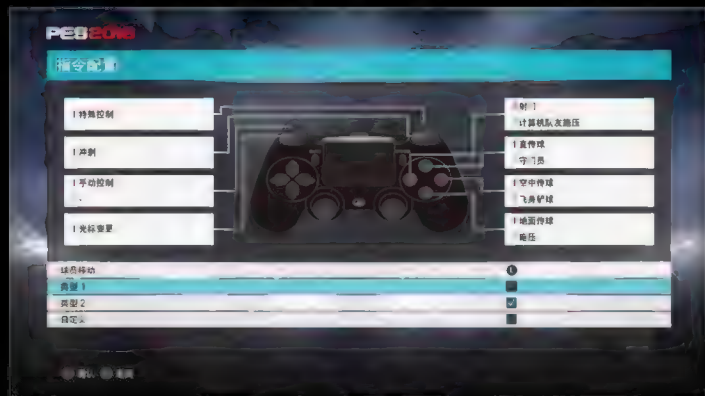 PES2016
指令配置
特殊控制
冲刺
手动控制
光标变更
射门
计算机队友施压
直传球
守门员
空中传球
飞身铲球
地面传球
施压
球员移动
类型 1
类型 2
自定义
确认 返回